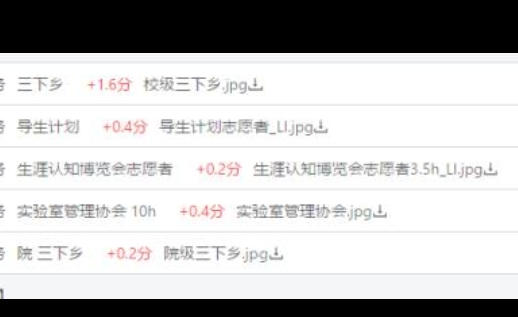 三下乡 +1.6分 校级三下乡.jpg
导生计划 +0.4分 导生计划志愿者_LI.jpg
生涯认知博览会志愿者 +0.2分 生涯认知博览会志愿者3.5h_LI.jpg
实验室管理协会 10h +0.4分 实验室管理协会.jpg
院 三下乡 +0.2分 院级三下乡.jpg